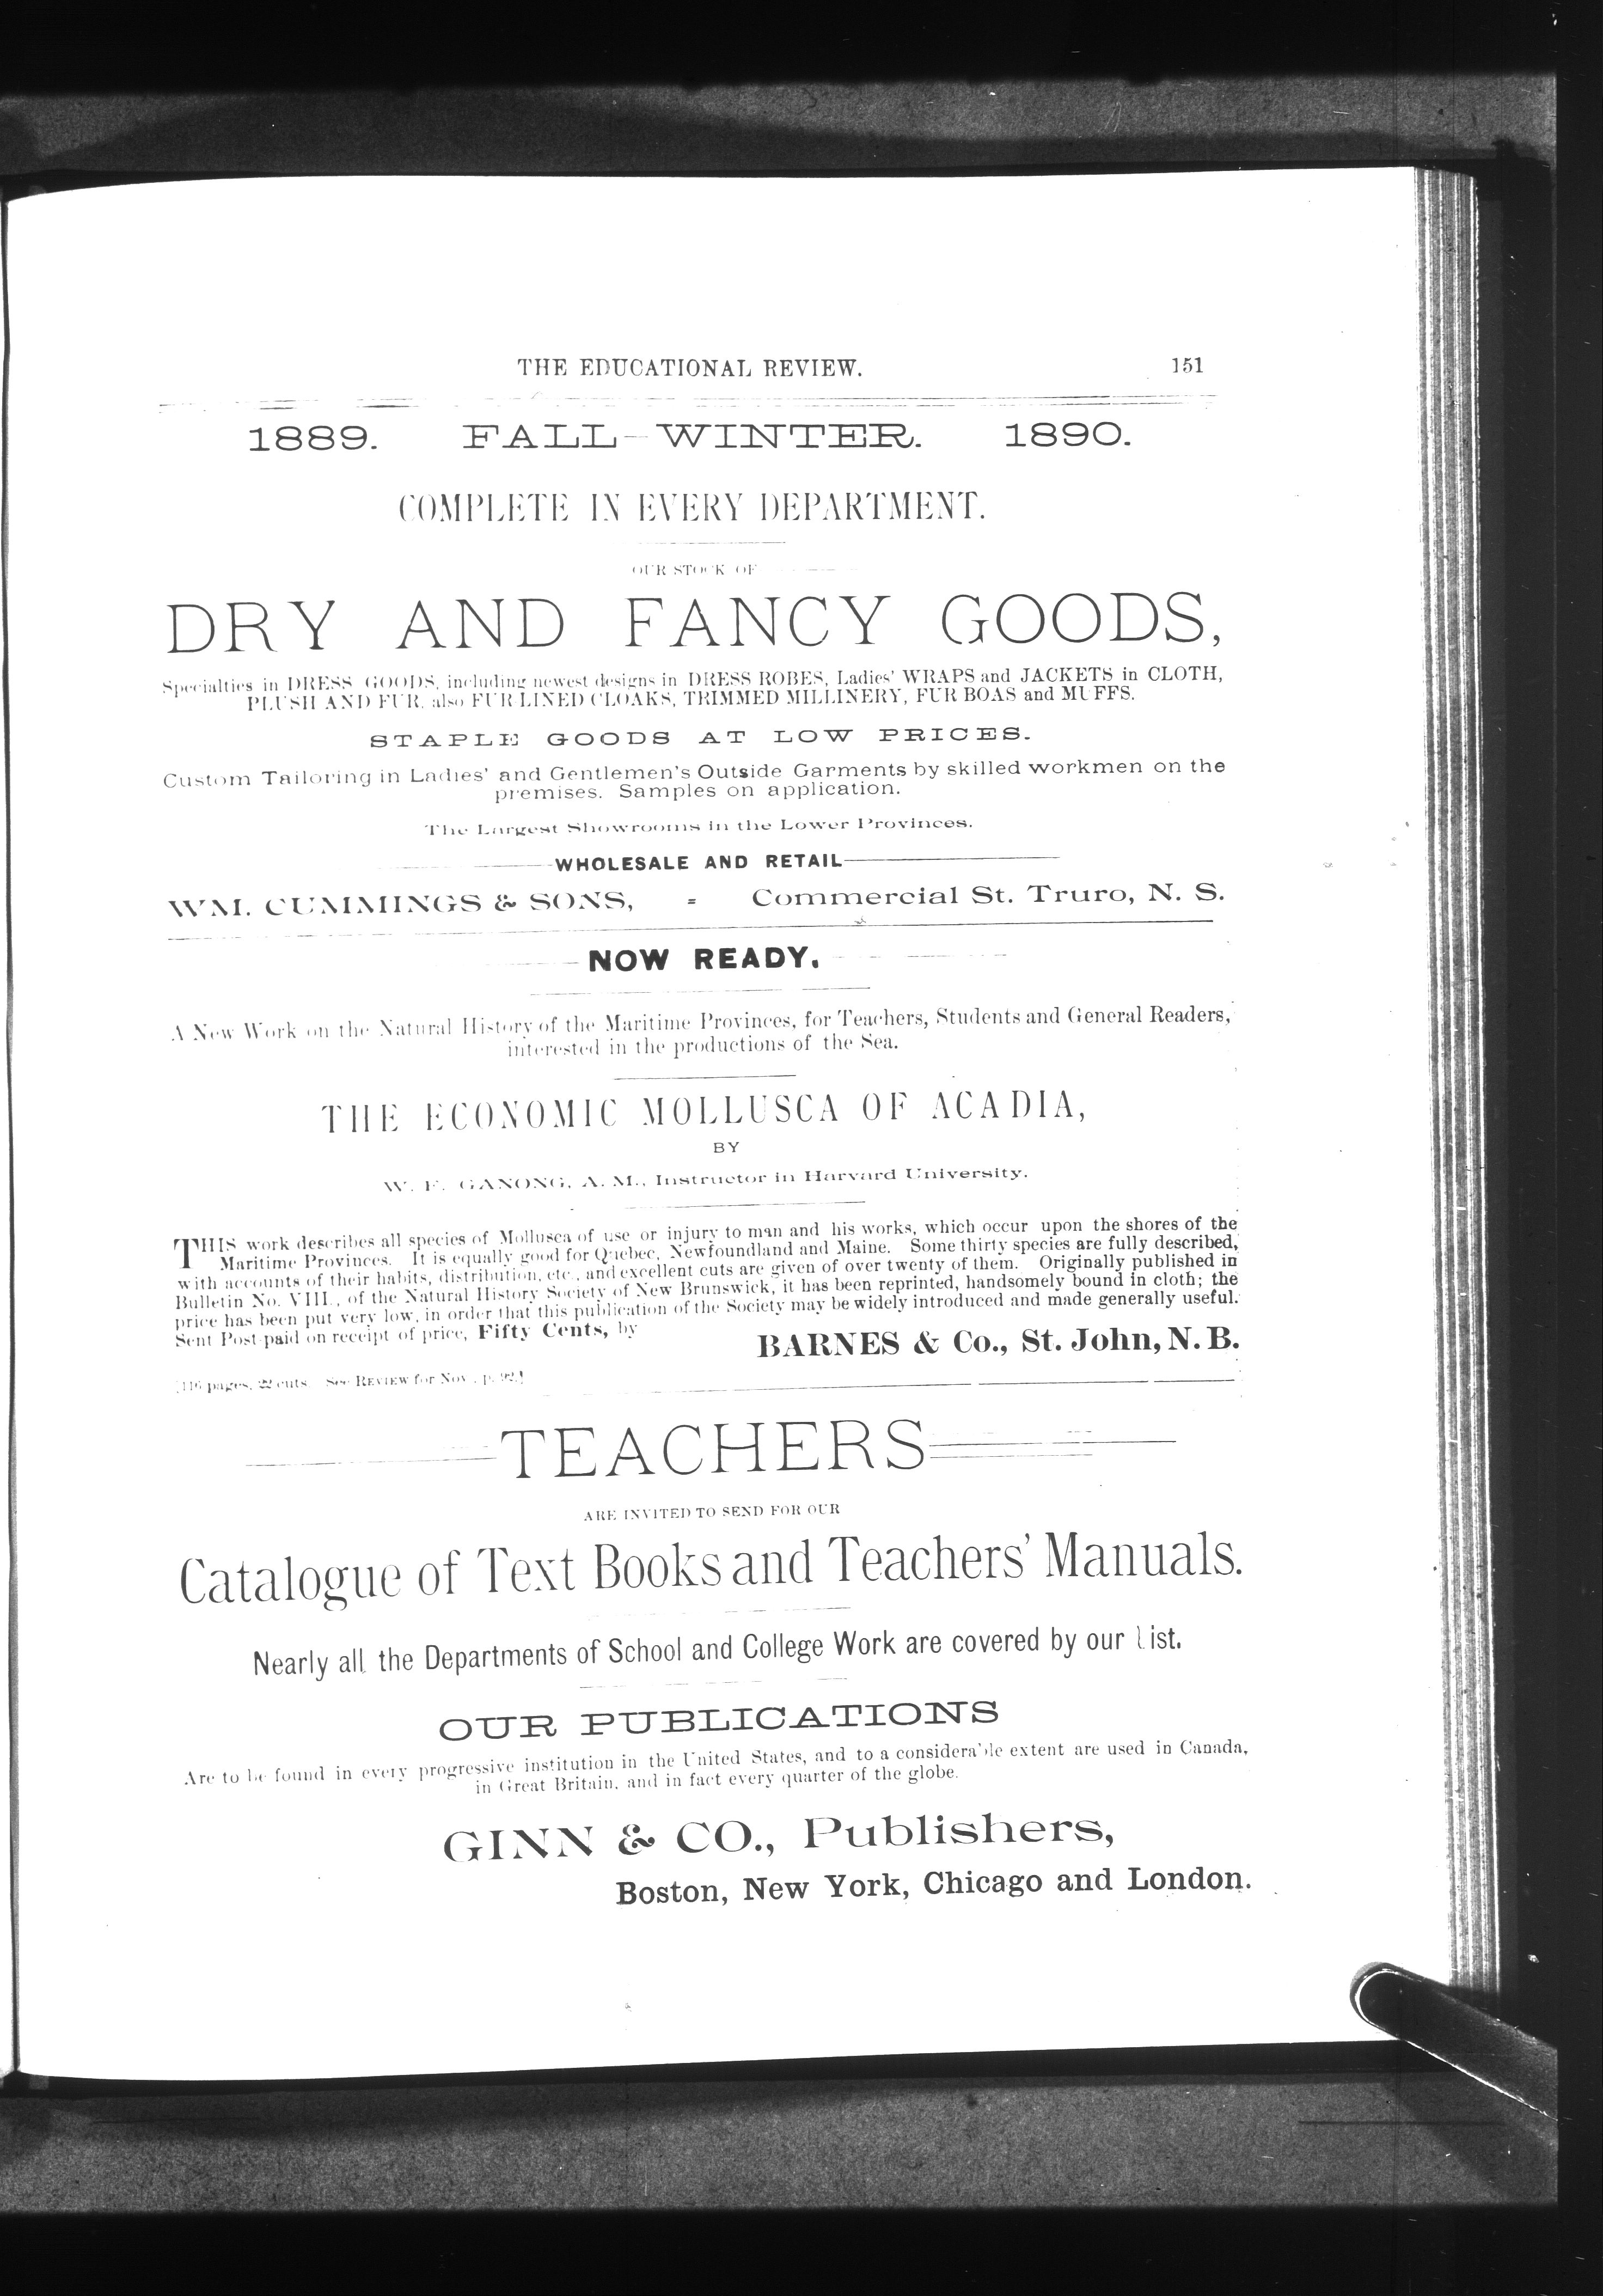 THE EDUCATIONAL REVIEW. 151
1889. FALL-WINTER. 1890.
COMPLETE IN EVERY DEPARTMENT.
OUR STOCK OF
DRY AND FANCY GOODS,
Specialties in DRESS GOODS, including newest designs in DRESS ROBES, Ladies' WRAPS and JACKETS in CLOTH,
PLUSH AND FUR, also FUR LINED CLOAKS, TRIMMED MILLINERY, FUR BOAS and MUFFS.
STAPLE GOODS AT LOW PRICES.
Custom Tailoring in Ladies' and Gentlemen's Outside Garments by skilled workmen on the
premises. Samples on application.
The Largest Showrooms in the Lower Provinces.
WHOLESALE AND RETAIL
WM. CUMMINGS & SONS, = Commercial St. Truro, N. S.
NOW READY.
A New Work on the Natural History of the Maritime Provinces, for Teachers, Students and General Readers,
interested in the productions of the Sea.
THE ECONOMIC MOLLUSCA OF ACADIA,
BY
W. F. GANONG, A. M., Instructor in Harvard University.
THIS work describes all species of Mollusca of use or injury to man and his works, which occur upon the shores of the
Maritime Provinces. It is equally good for Quebec, Newfoundland and Maine. Some thirty species are fully described,
with accounts of their habits, distribution, etc., and excellent cuts are given of over twenty of them. Originally published in
Bulletin No. VIII., of the Natural History Society of New Brunswick, it has been reprinted, handsomely bound in cloth; the
price has been put very low, in order that this publication of the Society may be widely introduced and made generally useful.
Sent Post-paid on receipt of price, Fifty Cents, by
BARNES & Co., St. John, N. B.
[116 pages, 22 cuts. See REVIEW for Nov., p. 92.]
TEACHERS
ARE INVITED TO SEND FOR OUR
Catalogue of Text Books and Teachers' Manuals.
Nearly all the Departments of School and College Work are covered by our List.
OUR PUBLICATIONS
Are to be found in every progressive institution in the United States, and to a considerable extent are used in Canada,
in Great Britain, and in fact every quarter of the globe.
GINN & CO., Publishers,
Boston, New York, Chicago and London.